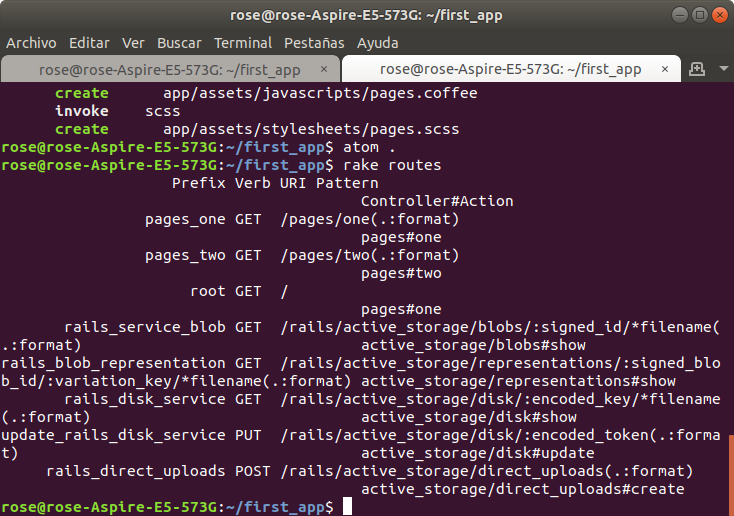 rose@rose-Aspire-E5-573G: ~/first_app
Archivo Editar Ver Buscar Terminal Pestañas Ayuda
rose@rose-Aspire-E5-573G: ~/first_app × rose@rose-Aspire-E5-573G: ~/first_app ×
create app/assets/javascripts/pages.coffee
invoke scss
create app/assets/stylesheets/pages.scss
rose@rose-Aspire-E5-573G:~/first_app$ atom .
rose@rose-Aspire-E5-573G:~/first_app$ rake routes
Prefix Verb URI Pattern
Controller#Action
pages_one GET /pages/one(.:format)
pages#one
pages_two GET /pages/two(.:format)
pages#two
root GET /
pages#one
rails_service_blob GET /rails/active_storage/blobs/:signed_id/*filename(
.:format) active_storage/blobs#show
rails_blob_representation GET /rails/active_storage/representations/:signed_blo
b_id/:variation_key/*filename(.:format) active_storage/representations#show
rails_disk_service GET /rails/active_storage/disk/:encoded_key/*filename
(.:format) active_storage/disk#show
update_rails_disk_service PUT /rails/active_storage/disk/:encoded_token(.:forma
t) active_storage/disk#update
rails_direct_uploads POST /rails/active_storage/direct_uploads(.:format)
active_storage/direct_uploads#create
rose@rose-Aspire-E5-573G:~/first_app$